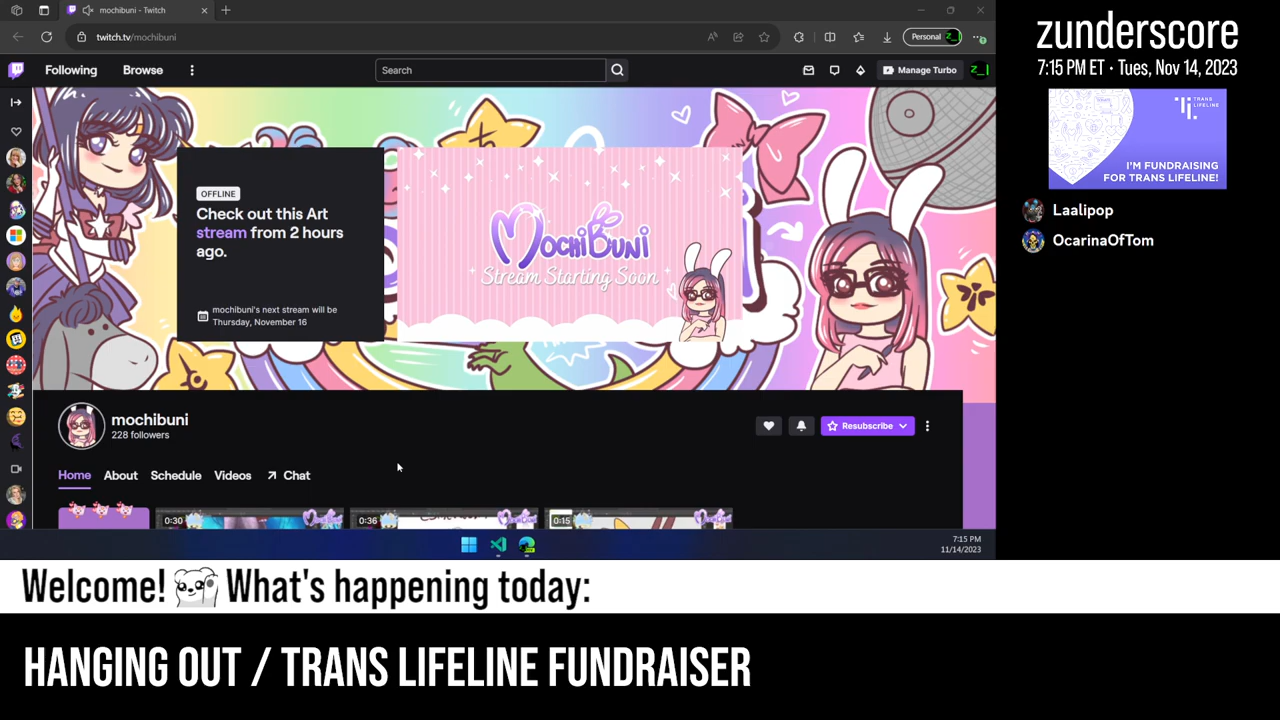 mochibuni - Twitch
twitch.tv/mochibuni
Personal
Following
Browse
Search
Manage Turbo
OFFLINE
Check out this Art
stream from 2 hours
ago.
mochibuni's next stream will be
Thursday, November 16
MochiBuni
Stream Starting Soon
mochibuni
228 followers
Resubscribe
Home
About
Schedule
Videos
Chat
0:30
0:36
0:15
7:15 PM
11/14/2023
zunderscore
7:15 PM ET · Tues, Nov 14, 2023
TRANS
LIFELINE
I'M FUNDRAISING
FOR TRANS LIFELINE!
Laalipop
OcarinaOfTom
Welcome! What's happening today:
HANGING OUT / TRANS LIFELINE FUNDRAISER